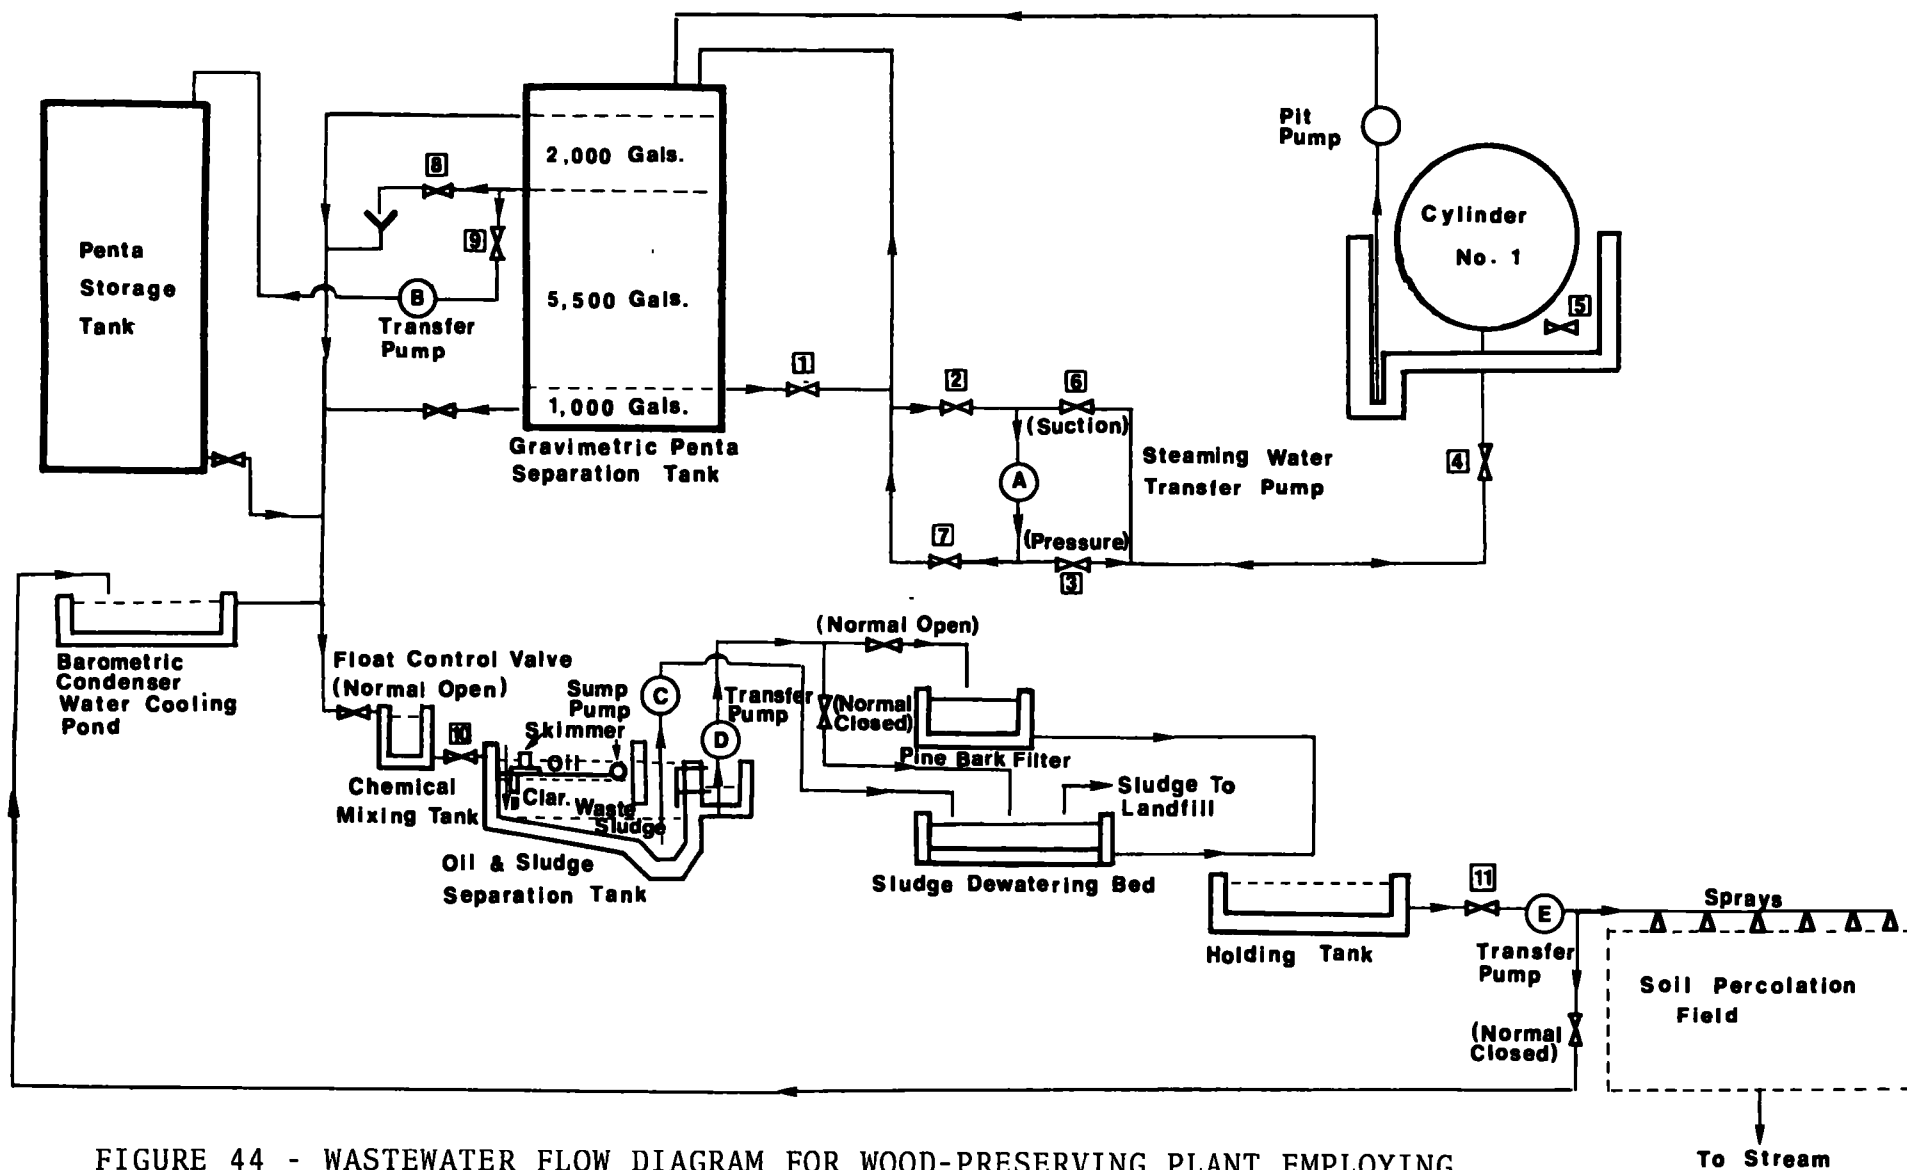 Pit
Pump
2,000 Gals.
8
Cylinder
No. 1
Penta
Storage
Tank
9
5,500 Gals.
B
Transfer
Pump
5
1
2
6
1,000 Gals.
(Suction)
Gravimetric Penta
Separation Tank
Steaming Water
Transfer Pump
4
A
7
(Pressure)
3
Barometric
Condenser
Water Cooling
Pond
Float Control Valve
(Normal Open)
(Normal Open)
Sump
Pump
Skimmer
C
Transfer
Pump
D
(Normal
Closed)
10
Oil
Clar.
Waste
Sludge
Pine Bark Filter
Chemical
Mixing Tank
Sludge To
Landfill
Oil & Sludge
Separation Tank
Sludge Dewatering Bed
11
Sprays
E
Holding Tank
Transfer
Pump
Soil Percolation
Field
(Normal
Closed)
To Stream
FIGURE 44 - WASTEWATER FLOW DIAGRAM FOR WOOD-PRESERVING PLANT EMPLOYING